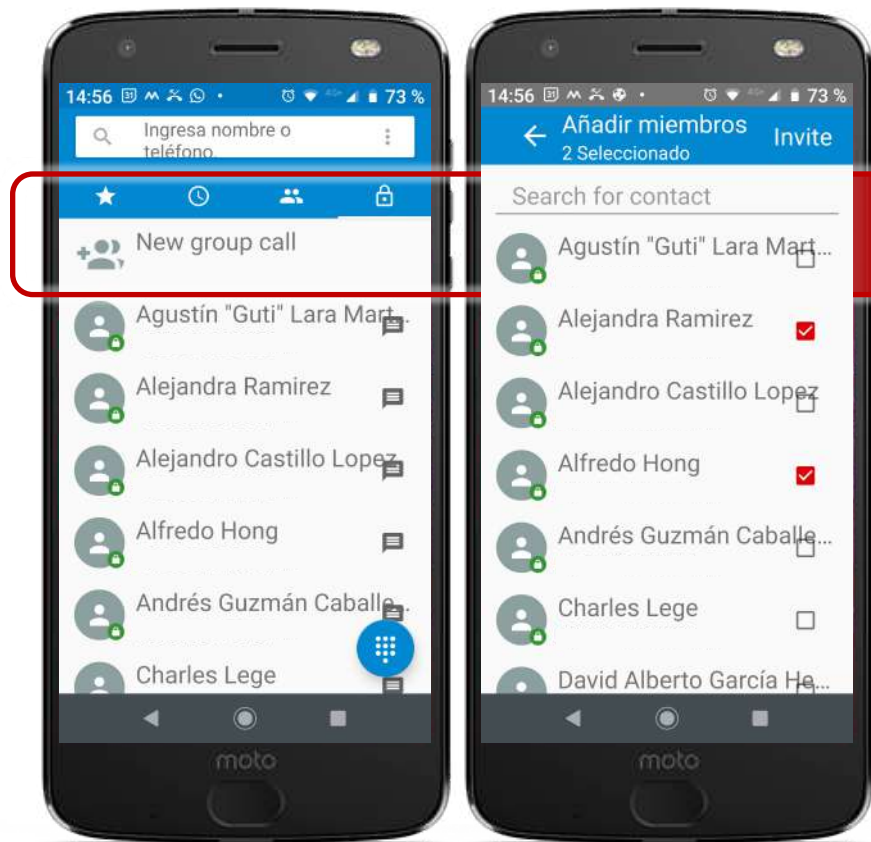 14:56 73 %
Ingresa nombre o
teléfono.
New group call
Agustín "Guti" Lara Mart...
Alejandra Ramirez
Alejandro Castillo Lopez
Alfredo Hong
Andrés Guzmán Caballe...
Charles Lege
moto
14:56 73 %
Añadir miembros
2 Seleccionado
Invite
Search for contact
Agustín "Guti" Lara Mart...
Alejandra Ramirez
Alejandro Castillo Lopez
Alfredo Hong
Andrés Guzmán Caballe...
Charles Lege
David Alberto García He...
moto